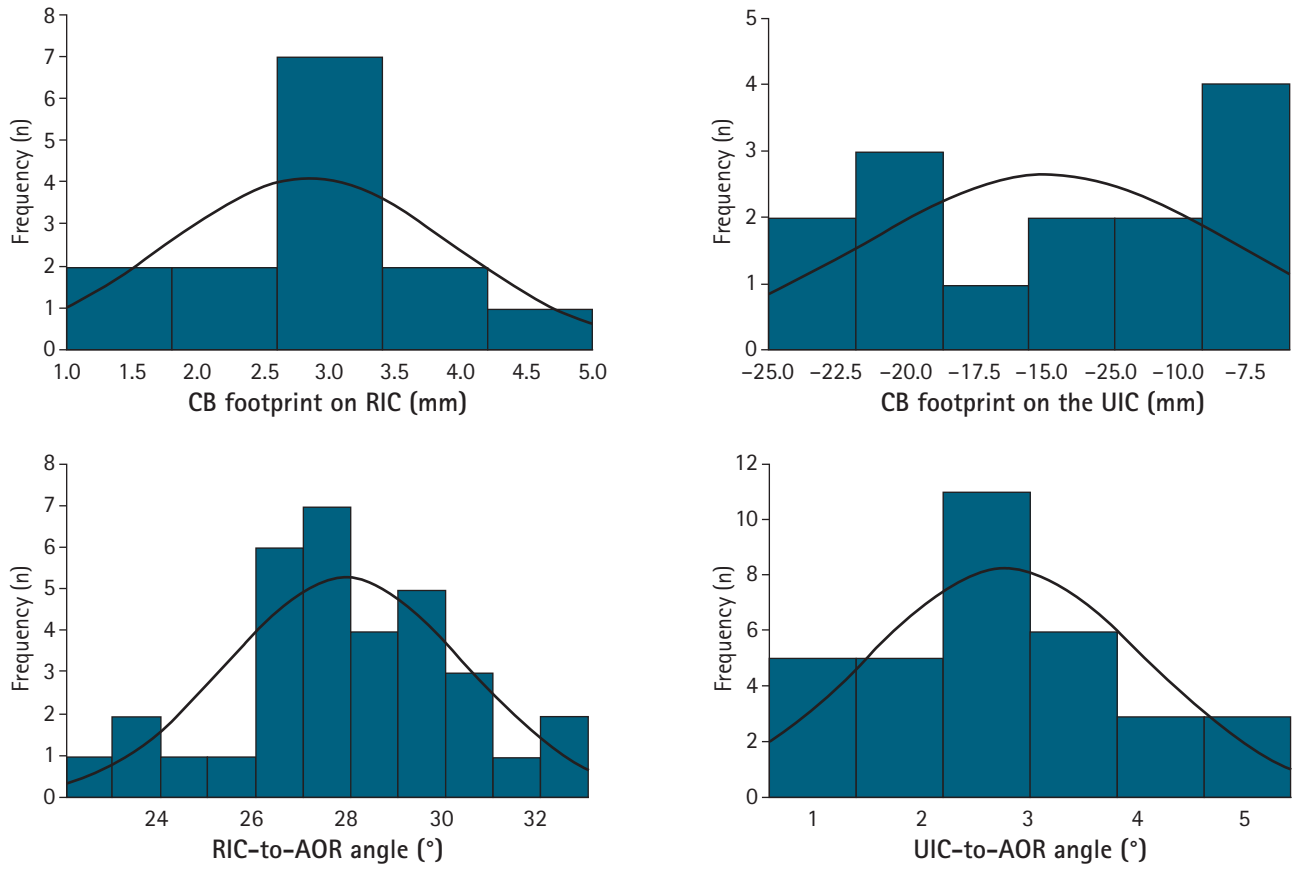 8
7
6
5
4
3
2
1
0
Frequency (n)
1.0 1.5 2.0 2.5 3.0 3.5 4.0 4.5 5.0
CB footprint on RIC (mm)
5
4
3
2
1
0
Frequency (n)
−25.0 −22.5 −20.0 −17.5 −15.0 −25.0 −10.0 −7.5
CB footprint on the UIC (mm)
8
7
6
5
4
3
2
1
0
Frequency (n)
24 26 28 30 32
RIC-to-AOR angle (°)
12
10
8
6
4
2
0
Frequency (n)
1 2 3 4 5
UIC-to-AOR angle (°)